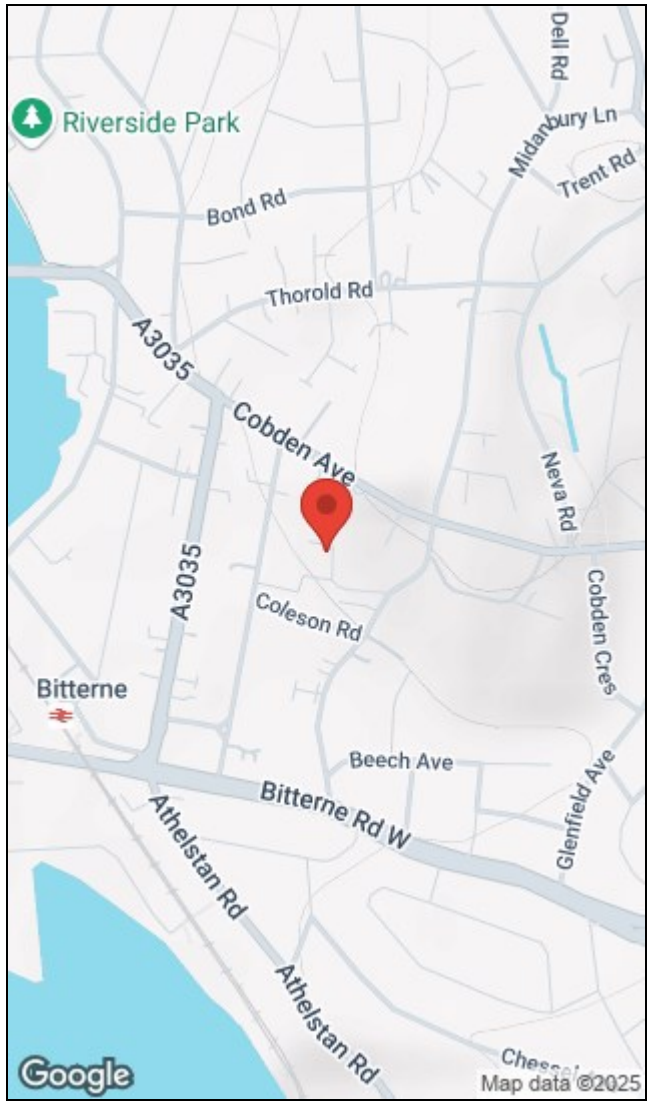 Dell Rd
Riverside Park
Midanbury Ln
Trent Rd
Bond Rd
Thorold Rd
A3035
Cobden Ave
Neva Rd
A3035
Coleson Rd
Cobden Cres
Bitterne
Beech Ave
Glenfield Ave
Bitterne Rd W
Athelstan Rd
Athelstan Rd
Google
Map data ©2025